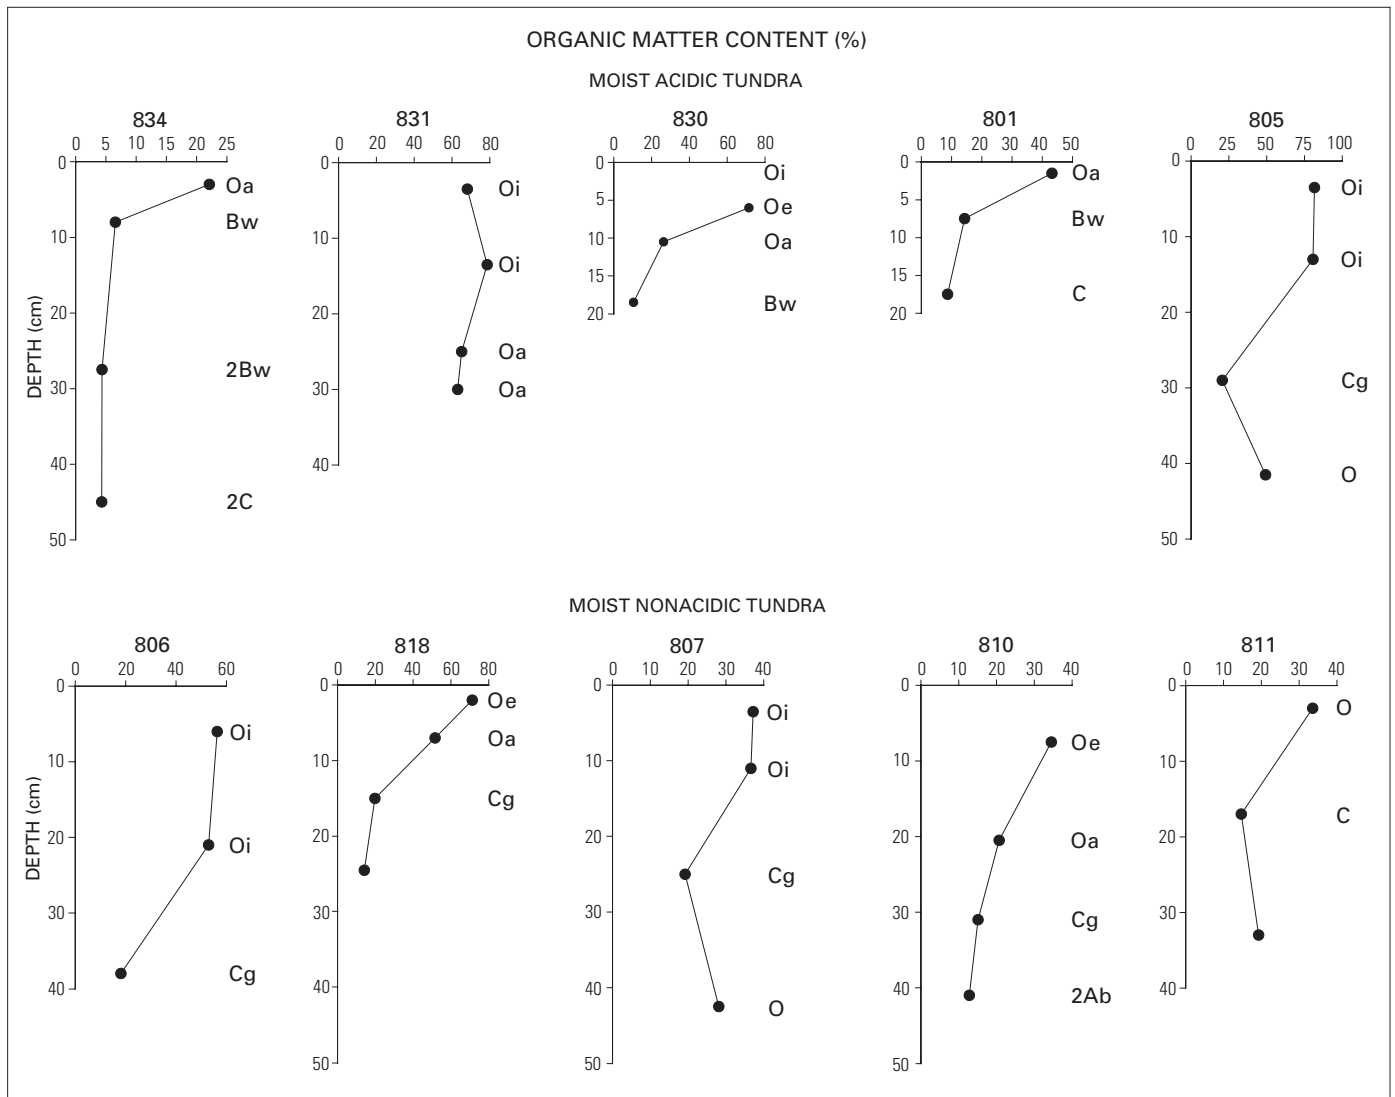 ORGANIC MATTER CONTENT (%)
MOIST ACIDIC TUNDRA
834 831 830 801 805
0 5 10 15 20 25 0 20 40 60 80 0 20 40 60 80 0 10 20 30 40 50 0 25 50 75 100
DEPTH (cm)
0 10 20 30 40 50
Oa
Bw
2Bw
2C
0 10 20 30 40
Oi
Oi
Oa
Oa
0 5 10 15 20
Oi
Oe
Oa
Bw
0 5 10 15 20
Oa
Bw
C
0 10 20 30 40 50
Oi
Oi
Cg
O
MOIST NONACIDIC TUNDRA
806 818 807 810 811
0 20 40 60 0 20 40 60 80 0 10 20 30 40 0 10 20 30 40 0 10 20 30 40
DEPTH (cm)
0 10 20 30 40
Oi
Oi
Cg
0 10 20 30 40 50
Oe
Oa
Cg
0 10 20 30 40 50
Oi
Oi
Cg
O
0 10 20 30 40 50
Oe
Oa
Cg
2Ab
0 10 20 30 40
O
C